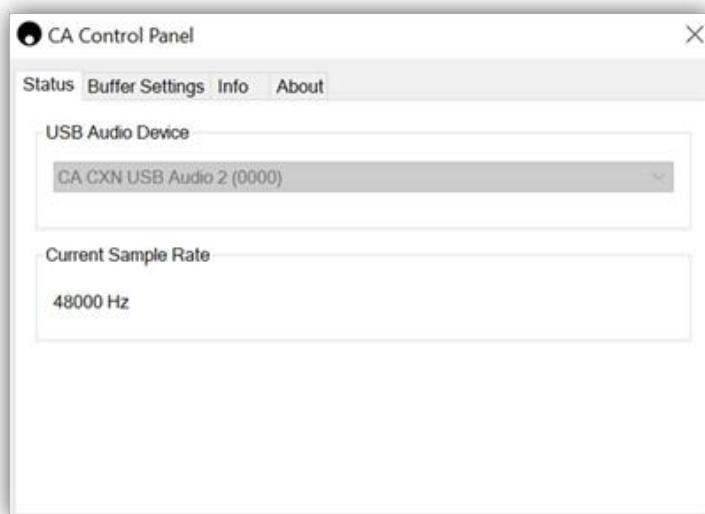 CA Control Panel
Status Buffer Settings Info About
USB Audio Device
CA CXN USB Audio 2 (0000)
Current Sample Rate
48000 Hz